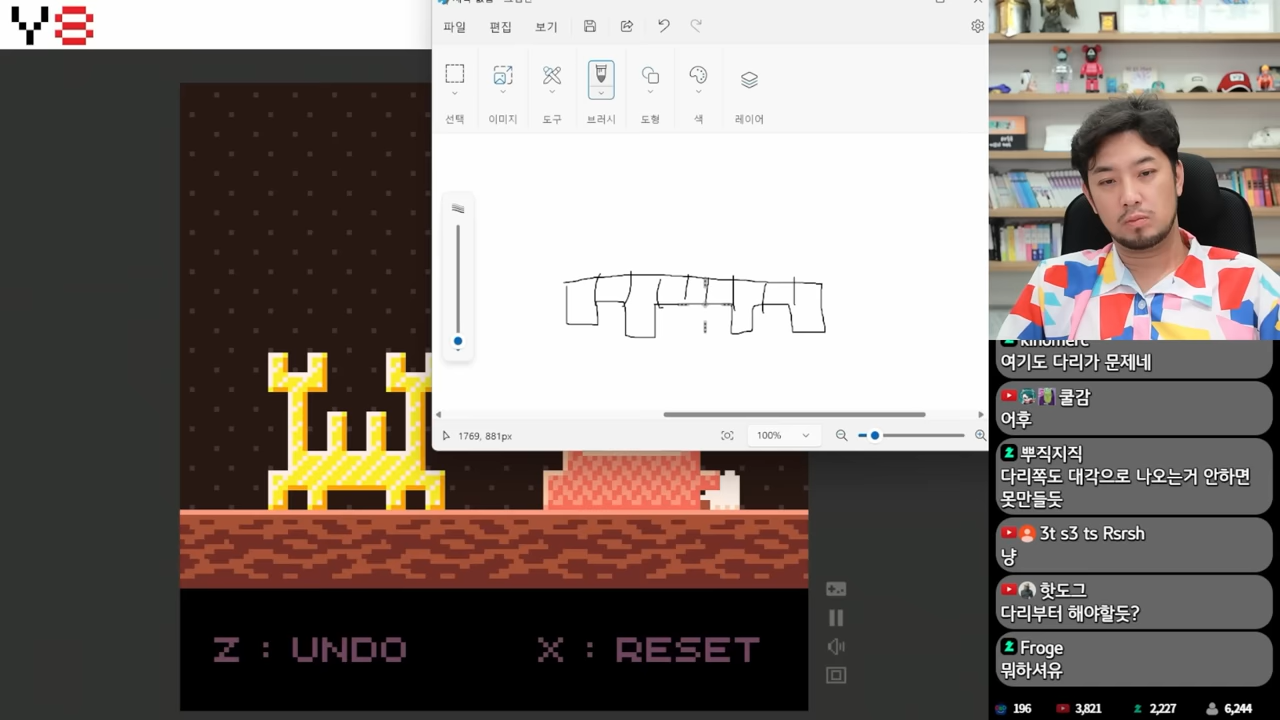 Y8
파일 편집 보기
선택 이미지 도구 브러시 도형 색 레이어
1769, 881px
100%
Z : UNDO
X : RESET
여기도 다리가 문제네
쿨감
어후
뿌직지직
다리쪽도 대각으로 나오는거 안하면
못만들듯
3t s3 ts Rsrsh
냥
핫도그
다리부터 해야할듯?
Froge
뭐하셔유
196 3,821 2,227 6,244